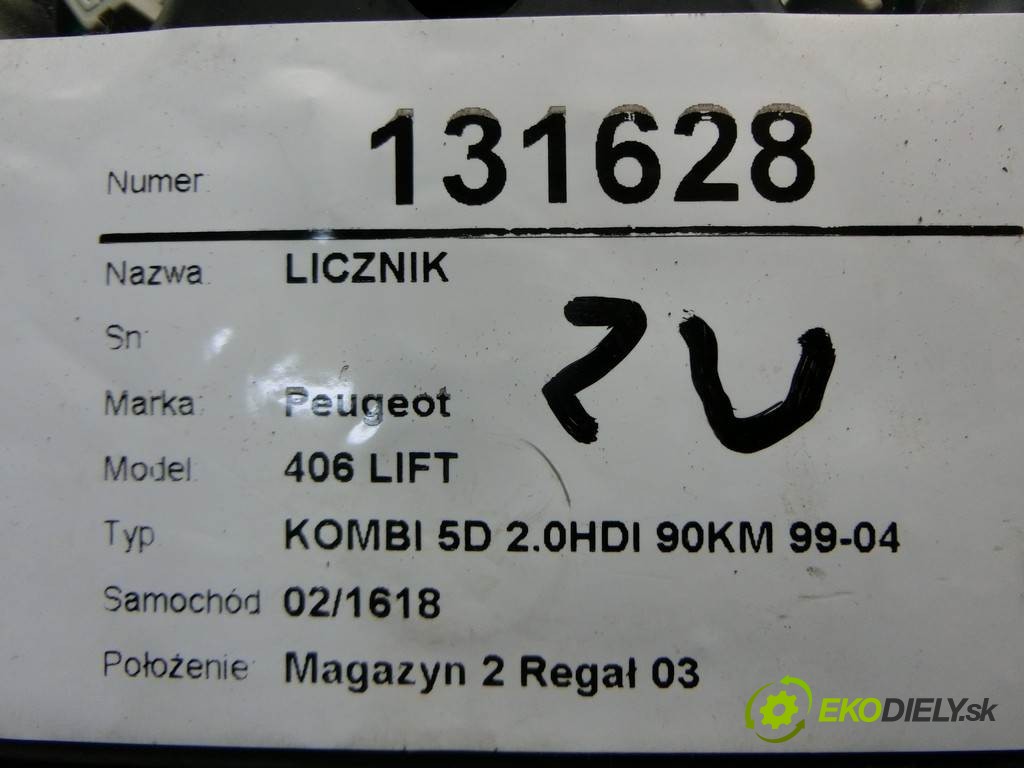 Numer: 131628
Nazwa: LICZNIK
Sn:
Marka: Peugeot
Model: 406 LIFT
Typ KOMBI 5D 2.0HDI 90KM 99-04
Samochód 02/1618
Położenie: Magazyn 2 Regał 03
EKODIELY.sk